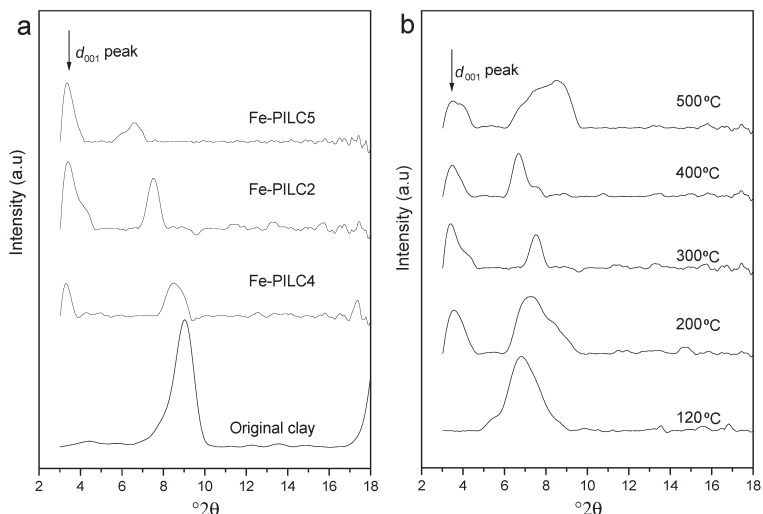 a
d001 peak
Fe-PILC5
Fe-PILC2
Fe-PILC4
Original clay
Intensity (a.u)
2 4 6 8 10 12 14 16 18
°2θ
b
d001 peak
500ºC
400ºC
300ºC
200ºC
120ºC
Intensity (a.u)
2 4 6 8 10 12 14 16 18
°2θ